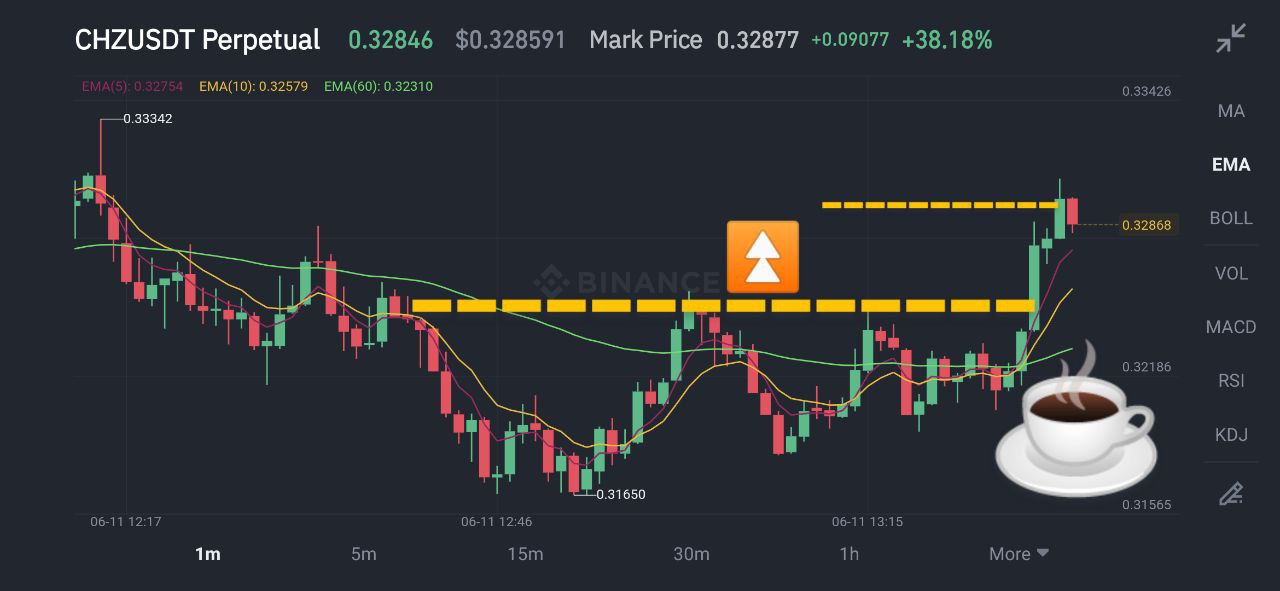 CHZUSDT Perpetual 0.32846 $0.328591 Mark Price 0.32877 +0.09077 +38.18%
EMA(5): 0.32754 EMA(10): 0.32579 EMA(60): 0.32310
0.33426
MA
0.33342
EMA
BOLL
0.32868
VOL
BINANCE
MACD
0.32186
RSI
KDJ
0.31650
0.31565
06-11 12:17 06-11 12:46 06-11 13:15
1m 5m 15m 30m 1h More